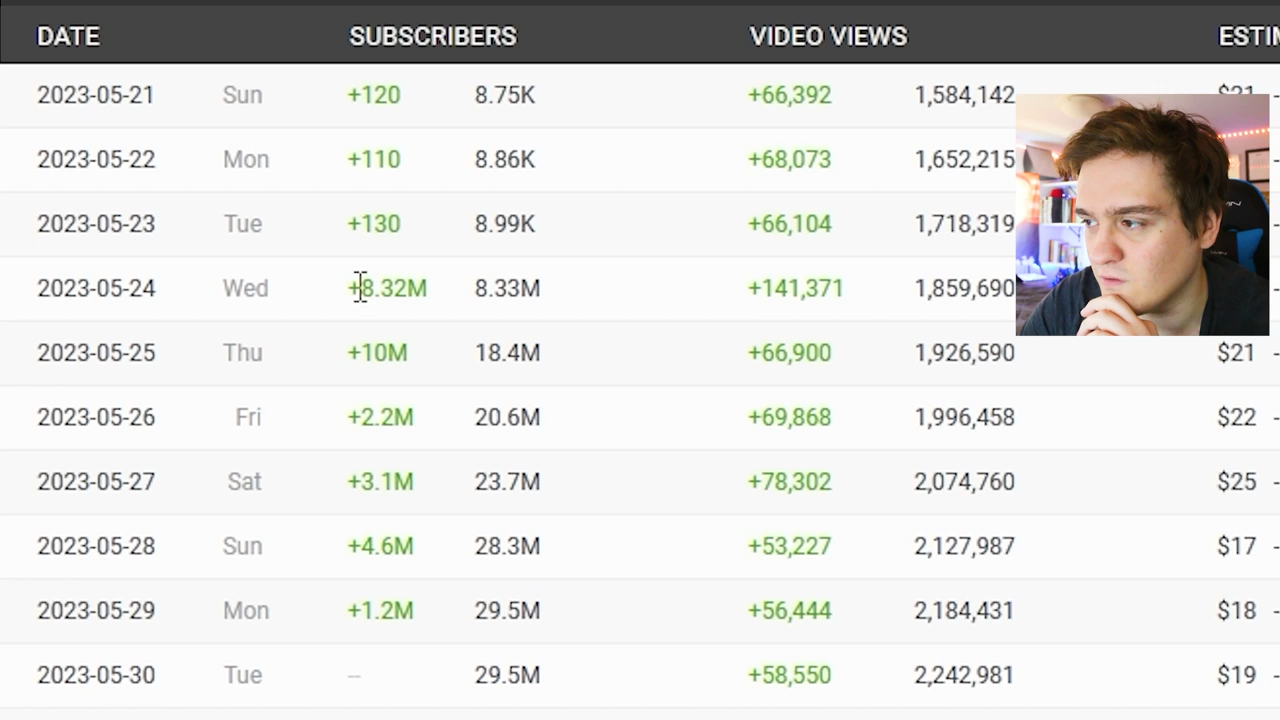 DATE SUBSCRIBERS VIDEO VIEWS ESTIM
2023-05-21 Sun +120 8.75K +66,392 1,584,142 $21 -
2023-05-22 Mon +110 8.86K +68,073 1,652,215 -
2023-05-23 Tue +130 8.99K +66,104 1,718,319 -
2023-05-24 Wed +8.32M 8.33M +141,371 1,859,690 -
2023-05-25 Thu +10M 18.4M +66,900 1,926,590 $21 -
2023-05-26 Fri +2.2M 20.6M +69,868 1,996,458 $22 -
2023-05-27 Sat +3.1M 23.7M +78,302 2,074,760 $25 -
2023-05-28 Sun +4.6M 28.3M +53,227 2,127,987 $17 -
2023-05-29 Mon +1.2M 29.5M +56,444 2,184,431 $18 -
2023-05-30 Tue -- 29.5M +58,550 2,242,981 $19 -